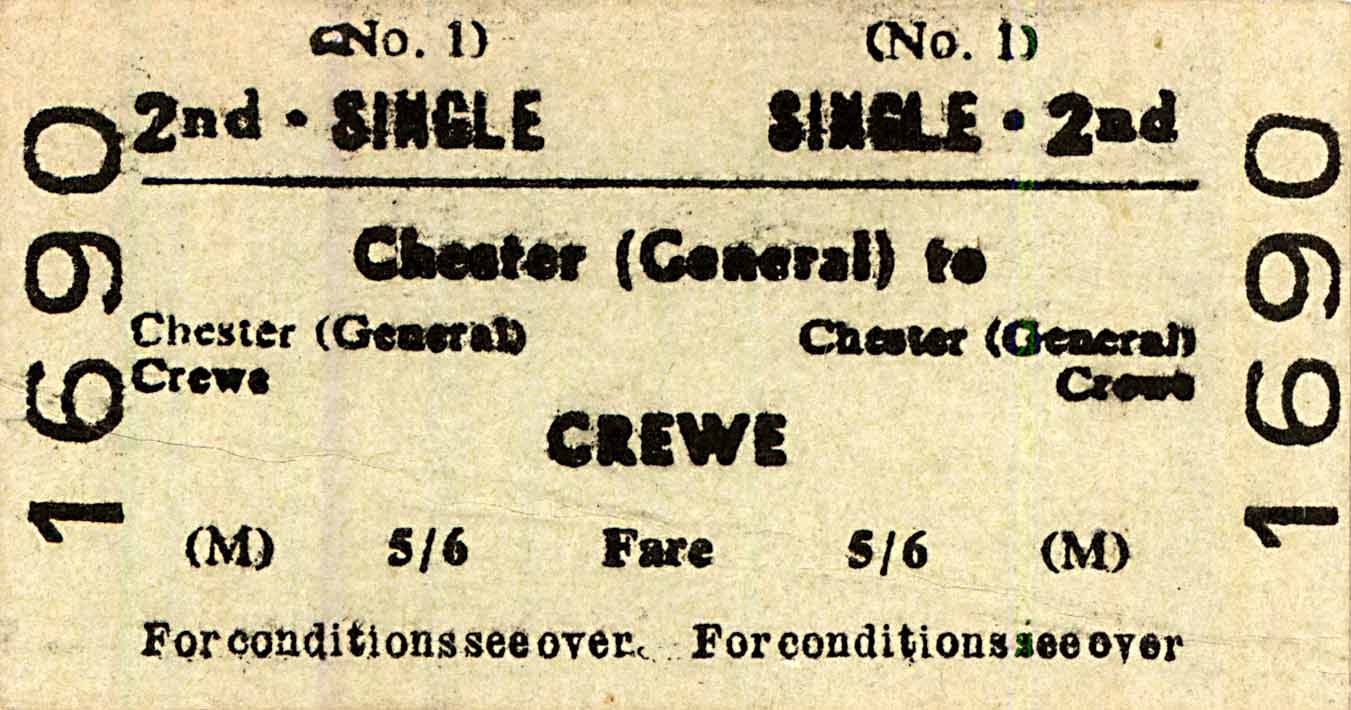 (No. 1) (No. 1)
2nd · SINGLE SINGLE · 2nd
Chester (General) to
Chester (General) Chester (General)
Crewe Crewe
CREWE
(M) 5/6 Fare 5/6 (M)
For conditions see over. For conditions see over
1690
1690